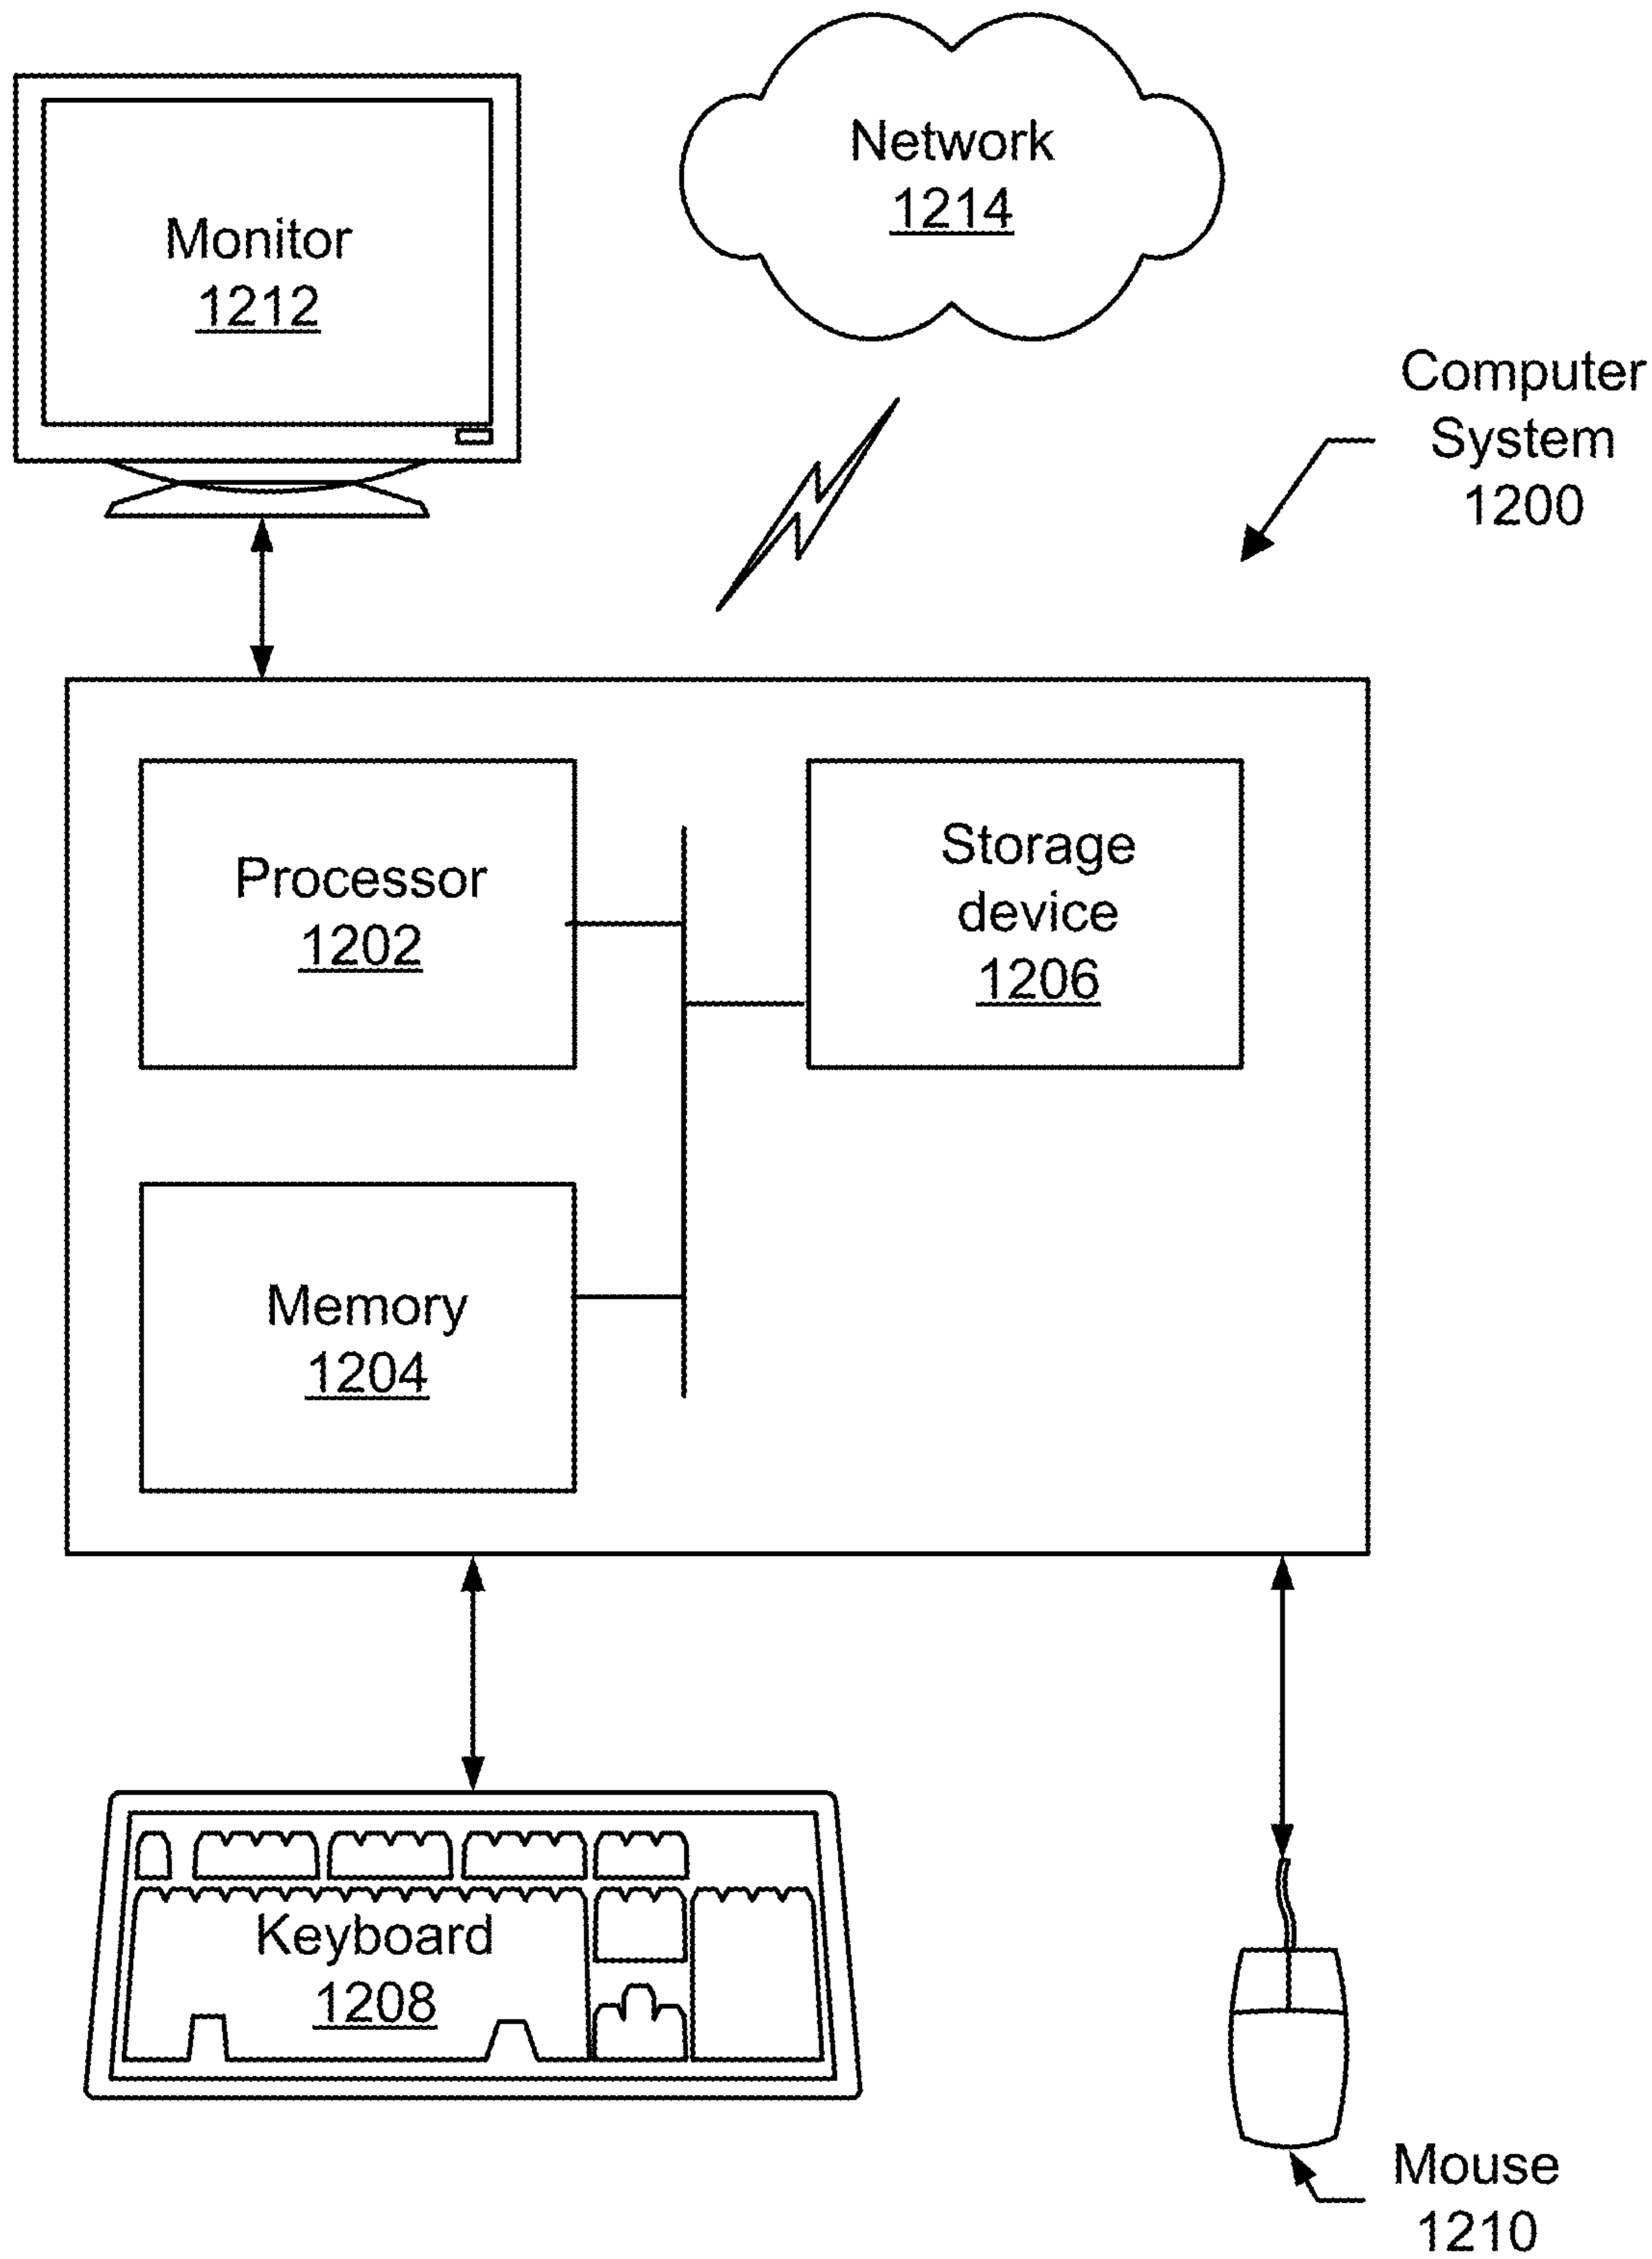 Network
1214
Monitor
1212
Computer
System
1200
Processor
1202
Storage
device
1206
Memory
1204
Keyboard
1208
Mouse
1210